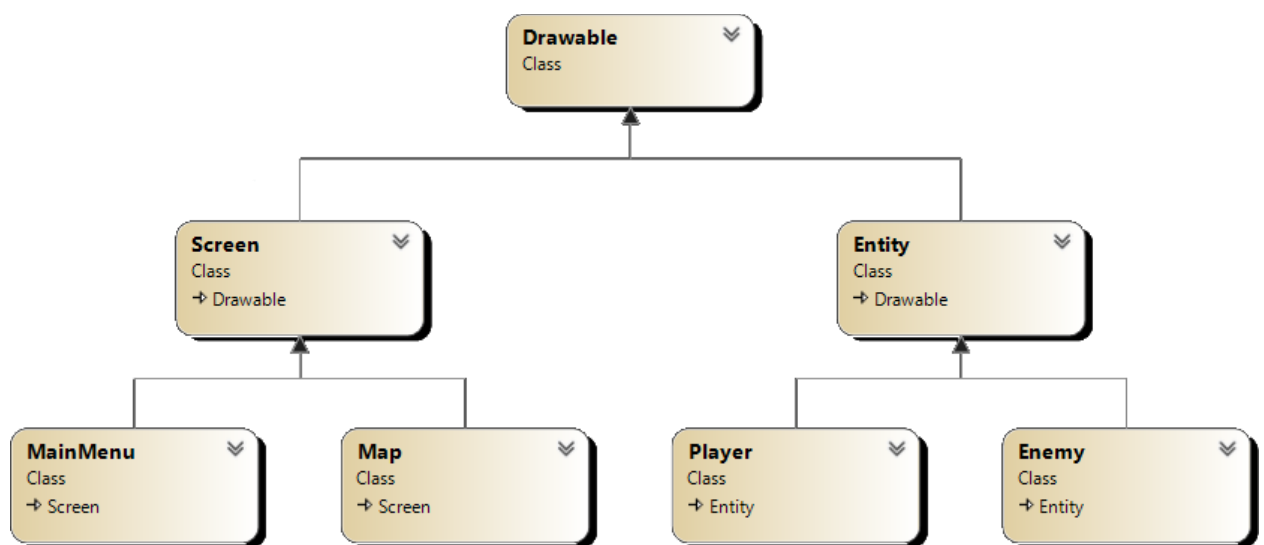 Drawable
Class
Screen
Class
Drawable
Entity
Class
Drawable
MainMenu
Class
Screen
Map
Class
Screen
Player
Class
Entity
Enemy
Class
Entity